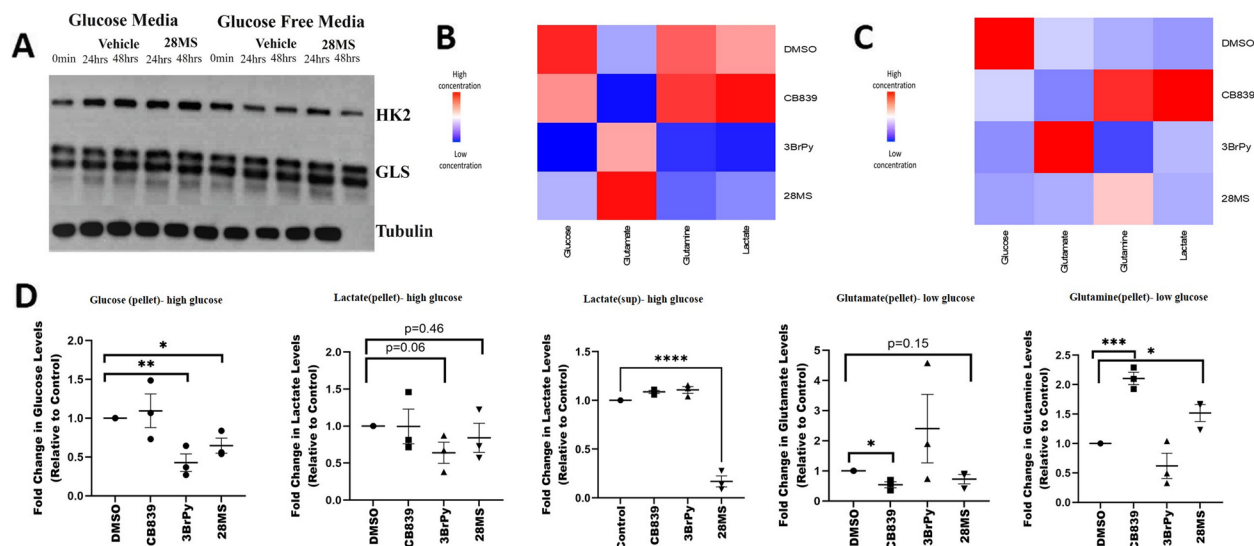 A
Glucose Media Glucose Free Media
Vehicle 28MS Vehicle 28MS
0min 24hrs 48hrs 24hrs 48hrs 0min 24hrs 48hrs 24hrs 48hrs
HK2
GLS
Tubulin
B
High
concentration
Low
concentration
DMSO
CB839
3BrPy
28MS
Glucose
Glutamate
Glutamine
Lactate
C
High
concentration
Low
concentration
DMSO
CB839
3BrPy
28MS
Glucose
Glutamate
Glutamine
Lactate
D
Glucose (pellet)- high glucose
Fold Change in Glucose Levels
(Relative to Control)
2.0
1.5
1.0
0.5
0.0
*
**
DMSO
CB839
3BrPy
28MS
Lactate(pellet)- high glucose
Fold Change in Lactate Levels
(Relative to Control)
2.0
1.5
1.0
0.5
0.0
p=0.46
p=0.06
DMSO
CB839
3BrPy
28MS
Lactate(sup)- high glucose
Fold Change in Lactate Levels
(Relative to Control)
1.5
1.0
0.5
0.0
****
Control
CB839
3BrPy
28MS
Glutamate(pellet)- low glucose
Fold Change in Glutamate Levels
(Relative to Control)
5
4
3
2
1
0
p=0.15
*
DMSO
CB839
3BrPy
28MS
Glutamine(pellet)- low glucose
Fold Change in Glutamine Levels
(Relative to Control)
2.5
2.0
1.5
1.0
0.5
0.0
***
*
DMSO
CB839
3BrPy
28MS